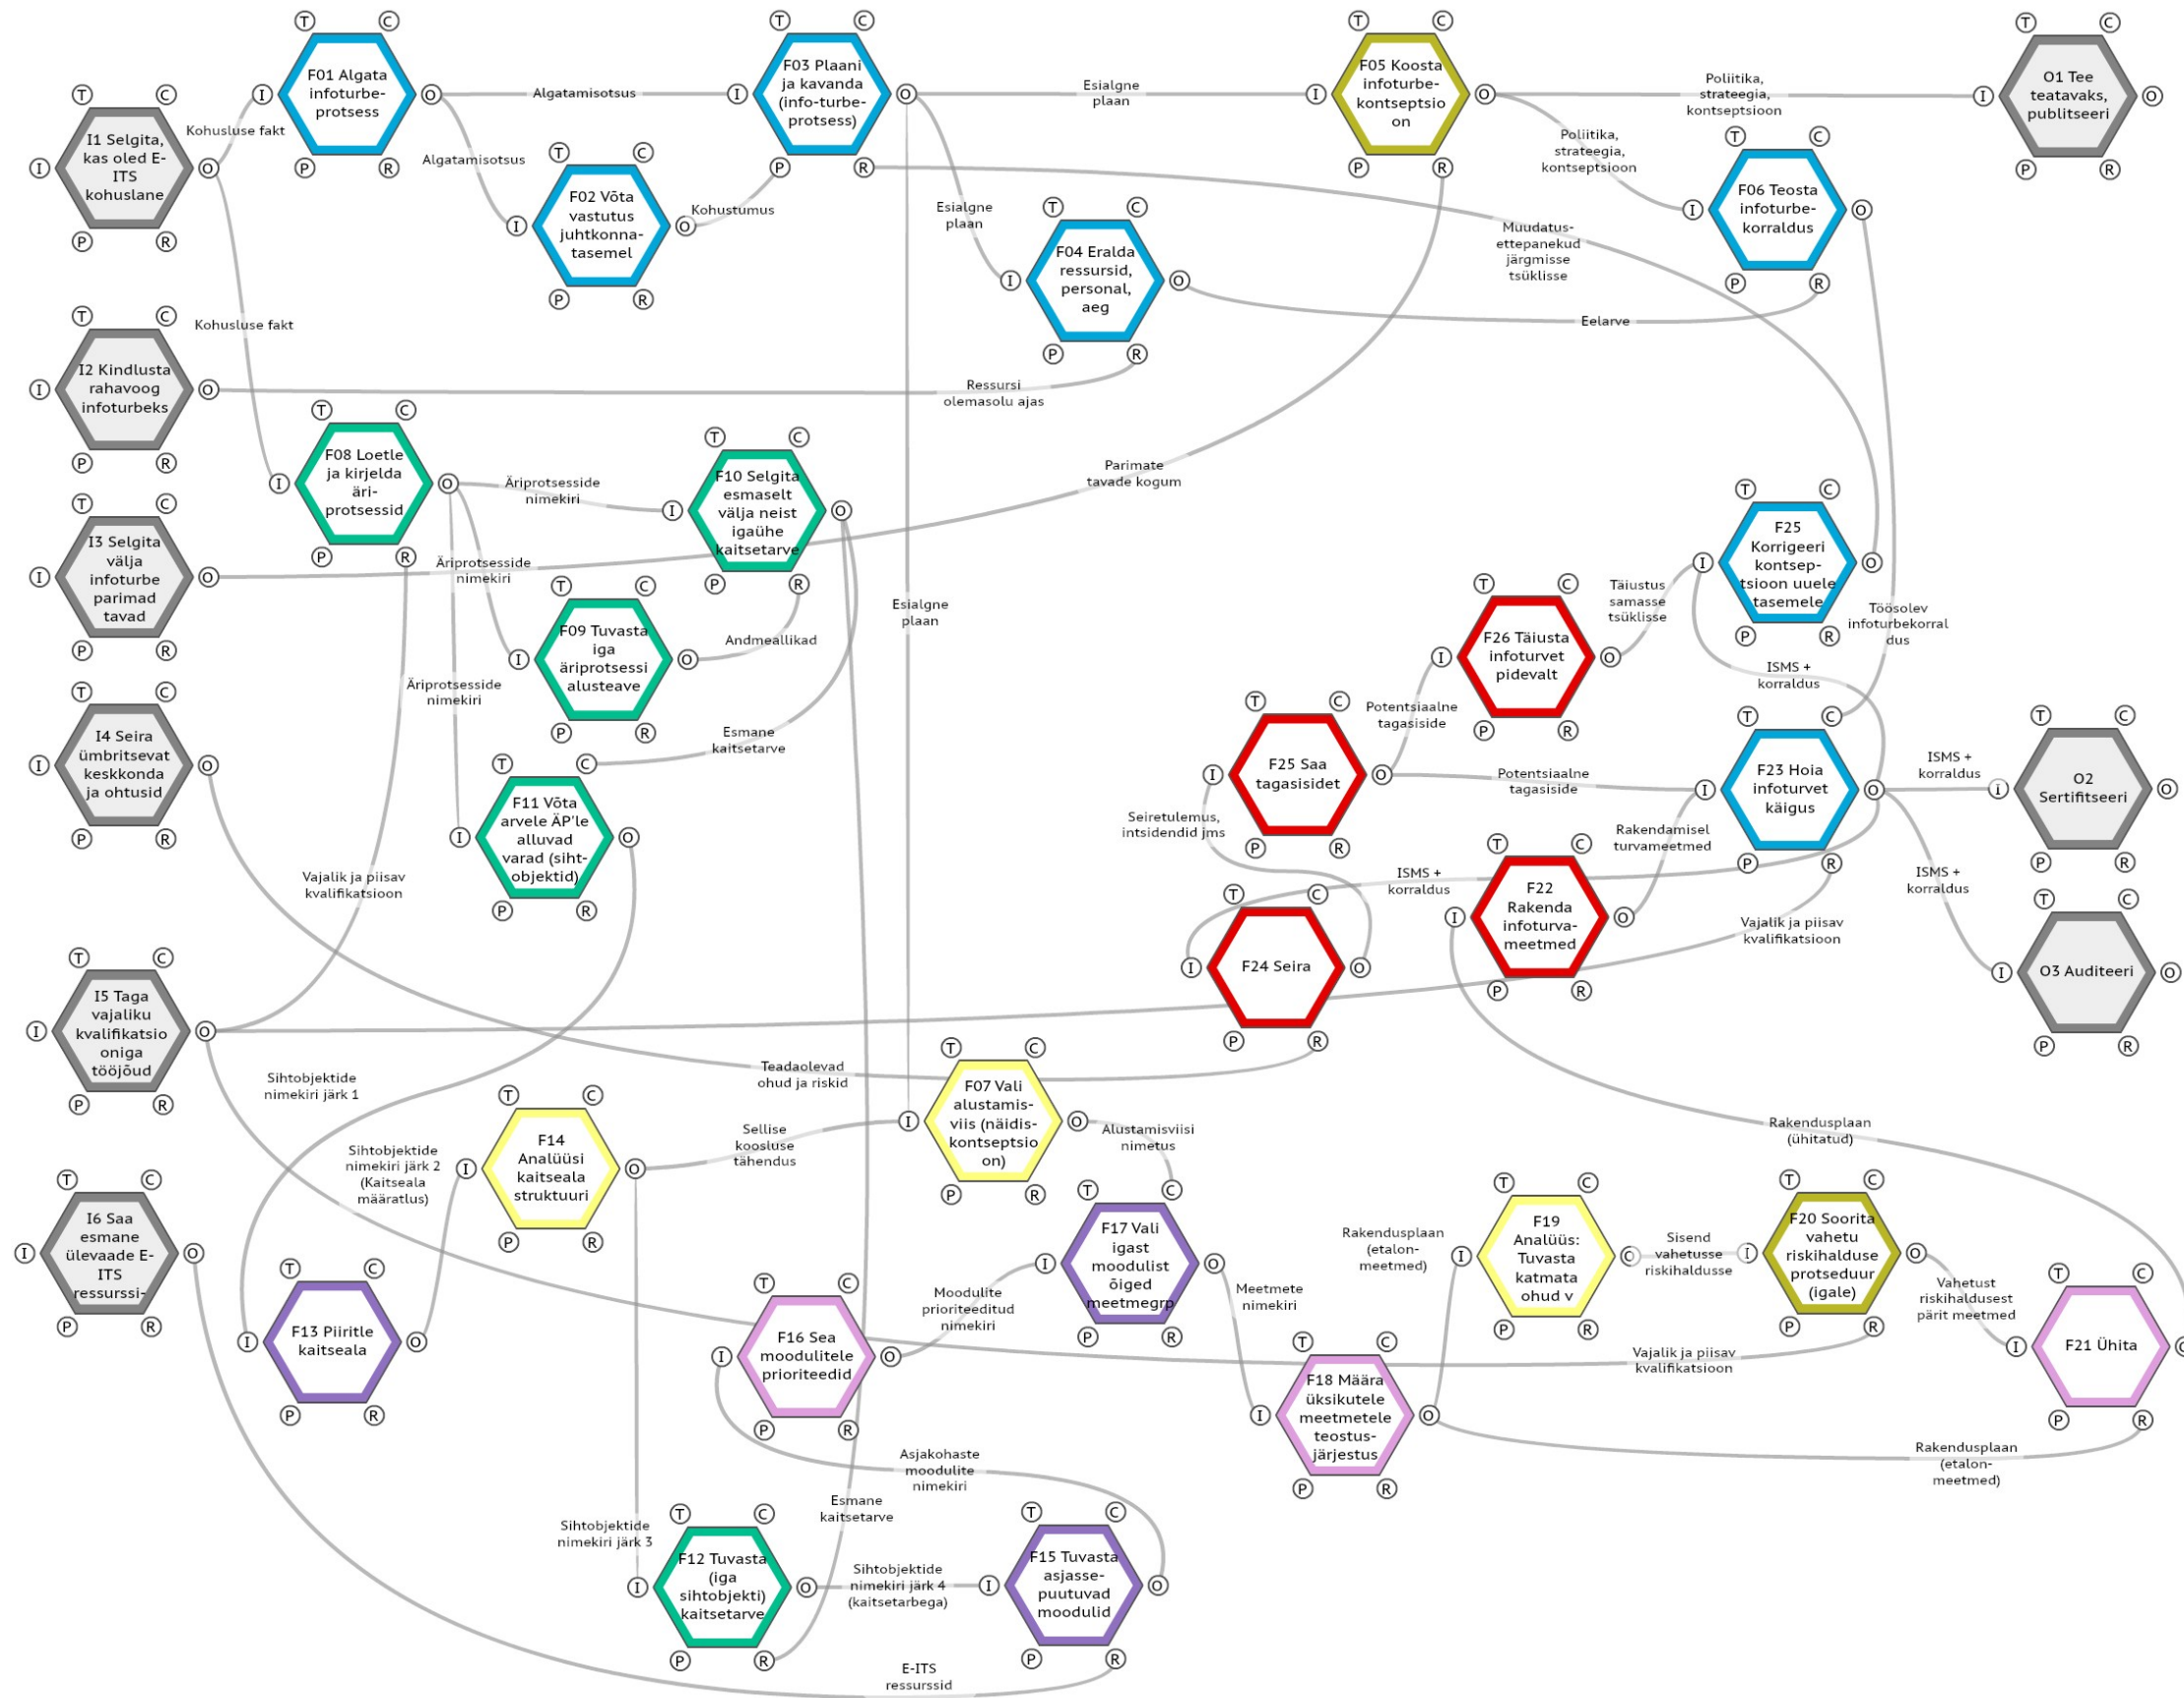 F01 Algata
infoturbe-
protsess
F03 Plaani
ja kavanda
(info-turbe-
protsess)
F05 Koosta
infoturbe-
kontseptsio
on
O1 Tee
teatavaks,
publitseeri
I1 Selgita,
kas oled E-
ITS
kohuslane
Kohusluse fakt
Algatamisotsus
Esialgne
plaan
Poliitika,
strateegia,
kontseptsioon
Algatamisotsus
F02 Võta
vastutus
juhtkonna-
tasemel
Kohustumus
Esialgne
plaan
F04 Eralda
ressursid,
personal,
aeg
Poliitika,
strateegia,
kontseptsioon
F06 Teosta
infoturbe-
korraldus
Muudatus-
ettepanekud
järgmisse
tsüklisse
Eelarve
Kohusluse fakt
I2 Kindlusta
rahavoog
infoturbeks
Ressursi
olemasolu ajas
F08 Loetle
ja kirjelda
äri-
protsessid
Äriprotsesside
nimekiri
F10 Selgita
esmaselt
välja neist
igaühe
kaitsetarve
Parimate
tavade kogum
I3 Selgita
välja
infoturbe
parimad
tavad
Äriprotsesside
nimekiri
F09 Tuvasta
iga
äriprotsessi
alusteave
Andmeallikad
Esialgne
plaan
F25
Korrigeeri
kontsep-
tsioon uuele
tasemele
Täiustus
samasse
tsüklisse
Töösolev
infoturbekorral
dus
F26 Täiusta
infoturvet
pidevalt
ISMS +
korraldus
I4 Seira
ümbritsevat
keskkonda
ja ohtusid
Äriprotsesside
nimekiri
Esmane
kaitsetarve
Potentsiaalne
tagasiside
F25 Saa
tagasisidet
Potentsiaalne
tagasiside
F23 Hoia
infoturvet
käigus
ISMS +
korraldus
O2
Sertifitseeri
F11 Võta
arvele ÄP'le
alluvad
varad (siht-
objektid)
Seiretulemus,
intsidendid jms
Rakendamisel
turvameetmed
Vajalik ja piisav
kvalifikatsioon
ISMS +
korraldus
F22
Rakenda
infoturva-
meetmed
ISMS +
korraldus
Vajalik ja piisav
kvalifikatsioon
F24 Seira
O3 Auditeeri
I5 Taga
vajaliku
kvalifikatsio
oniga
tööjõud
Sihtobjektide
nimekiri järk 1
Teadaolevad
ohud ja riskid
F07 Vali
alustamis-
viis (näidis-
kontseptsio
on)
Alustamisviisi
nimetus
Rakendusplaan
(ühitatud)
Sihtobjektide
nimekiri järk 2
(Kaitseala
määratlus)
F14
Analüüsi
kaitseala
struktuuri
Sellise
koosluse
tähendus
I6 Saa
esmane
ülevaade E-
ITS
ressurssi-
F17 Vali
igast
moodulist
õiged
meetmegrp
Rakendusplaan
(etalon-
meetmed)
F19
Analüüs:
Tuvasta
katmata
ohud v
Sisend
vahetusse
riskihaldusse
F20 Soorita
vahetu
riskihalduse
protseduur
(igale)
Vahetust
riskihaldusest
pärit meetmed
F13 Piiritle
kaitseala
F16 Sea
moodulitele
prioriteedid
Moodulite
prioriteeditud
nimekiri
Meetmete
nimekiri
F18 Määra
üksikutele
meetmetele
teostus-
järjestus
Vajalik ja piisav
kvalifikatsioon
F21 Ühita
Rakendusplaan
(etalon-
meetmed)
Asjakohaste
moodulite
nimekiri
Esmane
kaitsetarve
Sihtobjektide
nimekiri järk 3
F12 Tuvasta
(iga
sihtobjekti)
kaitsetarve
Sihtobjektide
nimekiri järk 4
(kaitsetarbega)
F15 Tuvasta
asjasse-
puutuvad
moodulid
E-ITS
ressurssid